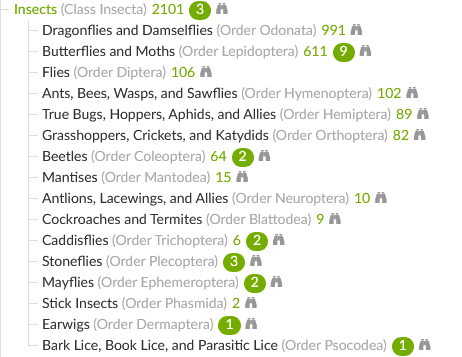 Insects (Class Insecta) 2101 3
Dragonflies and Damselflies (Order Odonata) 991
Butterflies and Moths (Order Lepidoptera) 611 9
Flies (Order Diptera) 106
Ants, Bees, Wasps, and Sawflies (Order Hymenoptera) 102
True Bugs, Hoppers, Aphids, and Allies (Order Hemiptera) 89
Grasshoppers, Crickets, and Katydids (Order Orthoptera) 82
Beetles (Order Coleoptera) 64 2
Mantises (Order Mantodea) 15
Antlions, Lacewings, and Allies (Order Neuroptera) 10
Cockroaches and Termites (Order Blattodea) 9
Caddisflies (Order Trichoptera) 6 2
Stoneflies (Order Plecoptera) 3
Mayflies (Order Ephemeroptera) 2
Stick Insects (Order Phasmida) 2
Earwigs (Order Dermaptera) 1
Bark Lice, Book Lice, and Parasitic Lice (Order Psocodea) 1